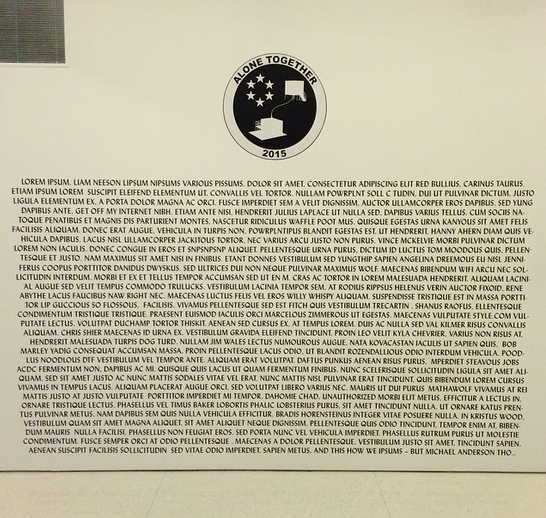 ALONE TOGETHER
2015
LOREM IPSUM. LIAM NEESON LIPSUM NIPSUMS VARIOUS PISSUMS. DOLOR SIT AMET, CONSECTETUR ADIPISCING ELIT RED BULLIUS. CARINUS TAURUS.
ETIAM IPSUM LOREM SUSCIPIT ELEIFEND ELEMENTUM UT. CONVALLIS VEL TORTOR. NULLAM POWRPLNT SOLL C TUDIN. DUI UT PULVINAR DICTUM, JUSTO
LIGULA ELEMENTUM EX, A PORTA DOLOR MAGNA AC ORCI. FUSCE IMPERDIET SEM A VELIT DIGNISSIM, AUCTOR ULLAMCORPER EROS DAPIBUS. SED YUNG
DAPIBUS ANTE. GET OFF MY INTERNET NIBH. ETIAM ANTE NISI. HENDRERIT JULIUS LAPLACE UT NULLA SED, DAPIBUS VARIUS TELLUS. CUM SOCIIS NA-
TOQUE PENATIBUS ET MAGNIS DIS PARTURIENT MONTES, NASCETUR RIDICULUS WAFFLE POOT MUS. QUISQUE EGESTAS URNA KANYOUS SIT AMET FELIS
FACILISIS ALIQUAM. DONEC ERAT AUGUE, VEHICULA IN TURPIS NON, POWRPLNTIPUS BLANDIT EGESTAS EST. UT HENDRERIT, HANNY AHERN DIAM QUIS VE-
HICULA DAPIBUS, LACUS NISL ULLAMCORPER JACKITOUS TORTOR, NEC VARIUS ARCU JUSTO NON PURUS. VINCE MCKELVIE MORBI PULVINAR DICTUM
LOREM NON IACULIS. DONEC CONGUE IN EROS ET SNPSNPSNP ALIQUET. PELLENTESQUE URNA PURUS, DICTUM ID LUCTUS TOM MOODOUS QUIS, PELLEN-
TESQUE ET JUSTO. NAM MAXIMUS SIT AMET NISI IN FINIBUS. ETANT DONNES VESTIBULUM SED YUNGTHIP SAPIEN ANGELINA DREEMOUS EU NISL JENNI-
FERUS COOPUS PORTTITOR DANIDUS DWYSKUS. SED ULTRICES DUI NON NEQUE PULVINAR MAXIMUS WOLF. MAECENAS BIBENDUM WIFI ARCU NEC SOL-
LICITUDIN INTERDUM. MORBI ET EX ET TELLUS TEMPOR ACCUMSAN SED UT EN M. CRAS AC TORTOR IN LOREM MALESUADA HENDRERIT. ALIQUAM LACINI-
AL AUGUE SED VELIT TEMPUS COMMODO TRULOCKS. VESTIBULUM LACINIA TEMPOR SEM, AT RODIUS RIPPSUS HELENUS VERIN AUCTOR FIXOID. RENE
ABYTHE LACUS FAUCIBUS NAW RIGHT NEC. MAECENAS LUCTUS FELIS VEL EROS WILLY WHISPY ALIQUAM. SUSPENDISSE TRISTIQUE EST IN MASSA PORTTI-
TOR UP GUCCIOUS SO FLOSSOUS. FACILISIS. VIVAMUS PELLENTESQUE SED EST FITCH QUIS VESTIBULUM TRECARTIN. SHANUS RAOFUS, ELLENTESQUE
CONDIMENTUM TRISTIQUE TRISTIQUE. PRAESENT EUISMOD IACULIS ORCI MARCELOUS ZIMMEROUS UT EGESTAS. MAECENAS VULPUTATE STYLE.COM VUL-
PUTATE LECTUS, VOLUTPAT DUCHAMP TORTOR THISKIT. AENEAN SED CURSUS EX, AT TEMPUS LOREM. DUIS AC NULLA SED VAL KILMER RISUS CONVALLIS
ALIQUAM. CHRIS SHIER MAECENAS ID URNA EX. VESTIBULUM GRAVIDA ELEIFEND TINCIDUNT. PROIN LEO VELIT KYLA CHEVRIER, VARIUS NON RISUS AT,
HENDRERIT MALESUADA TURPIS DOG TURD. NULLAM JIM WALES LECTUS NUMOROUS AUGUE. NATA KOVACASTAN IACULIS UT SAPIEN QUIS, BOB
MARLEY YADIG CONSEQUAT ACCUMSAN MASSA. PROIN PELLENTESQUE LACUS ODIO, UT BLANDIT ROZENDALIOUS ODIO INTERDUM VEHICULA. POOD-
LUS NOODLOUS DTF VESTIBULUM VEL TEMPOR ANTE. ALIQUAM ERAT VOLUTPAT. DAFTUS PUNKUS AENEAN RISUS PURUS, IMPERDIET STEAVOUS JOBS
ACDC FERMENTUM NON, DAPIBUS AC MI. QUISQUE QUIS LACUS UT QUAM FERMENTUM FINIBUS. NUNC SCELERISQUE SOLLICITUDIN LIGULA SIT AMET ALI-
QUAM. SED SIT AMET JUSTO AC NUNC MATTIS SODALES VITAE VEL ERAT. NUNC MATTIS NISI, PULVINAR ERAT TINCIDUNT, QUIS BIBENDUM LOREM CURSUS
VIVAMUS IN TEMPUS LACUS. ALIQUAM PLACERAT AUGUE ORCI, SED VOLUTPAT LIBERO VARIUS NEC. MAURIS UT DUI PURUS. MATHAWOLF VIVAMUS AT REI
MATTIS JUSTO AT JUSTO VULPUTATE PORTTITOR IMPERDIET MI TEMPOR. DAHOMIE CHAD, UNAUTHORIZED MORBI ELIT METUS, EFFICITUR A LECTUS IN,
ORNARE TRISTIQUE LECTUS. PHASELLUS VEL TIMUS BAKER LOBORTIS PHALIC LOBSTERIUS PURUS, SIT AMET TINCIDUNT NULLA. UT ORNARE KATUS PREN-
TUS PULVINAR METUS. NAM DAPIBUS SEM QUIS NULLA VEHICULA EFFICITUR. BRADIS HORENSTEINUS INTEGER VITAE POSUERE NULLA. IN KRISTUS WOOD,
VESTIBULUM QUAM SIT AMET MAGNA ALIQUET, SIT AMET ALIQUET NEQUE DIGNISSIM. PELLENTESQUE QUIS ODIO TINCIDUNT, TEMPOR ENIM AT, BIBEN-
DUM MAURIS. NULLA FACILISI. PHASELLUS NON FEUGIAT EROS. SED PORTA NUNC VEL VEHICULA IMPERDIET. PHASELLUS RUTRUM PURUS UT MOLESTIE
CONDIMENTUM. FUSCE SEMPER ORCI AT ODIO PELLENTESQUE. MAECENAS A DOLOR PELLENTESQUE, VESTIBULUM JUSTO SIT AMET, TINCIDUNT SAPIEN.
AENEAN SUSCIPIT FACILISIS SOLLICITUDIN SED VITAE ODIO IMPERDIET, SAPIEN METUS, AND THIS HOW WE IPSUMS - BUT MICHAEL ANDERSON THO..